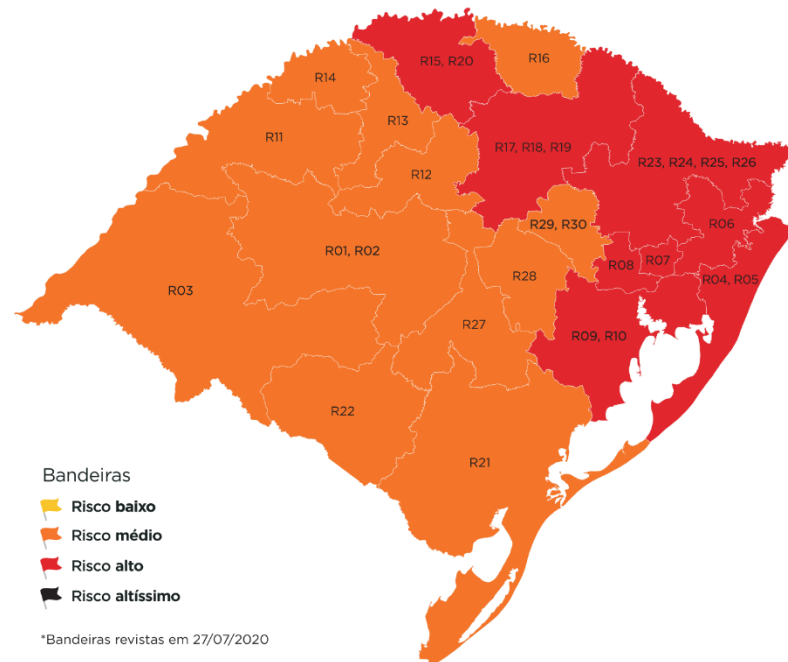 R15, R20
R16
R14
R13
R11
R17, R18, R19
R23, R24, R25, R26
R12
R06
R29, R30
R01, R02
R08
R07
R28
R04, R05
R03
R27
R09, R10
R22
R21
Bandeiras
Risco baixo
Risco médio
Risco alto
Risco altíssimo
*Bandeiras revistas em 27/07/2020